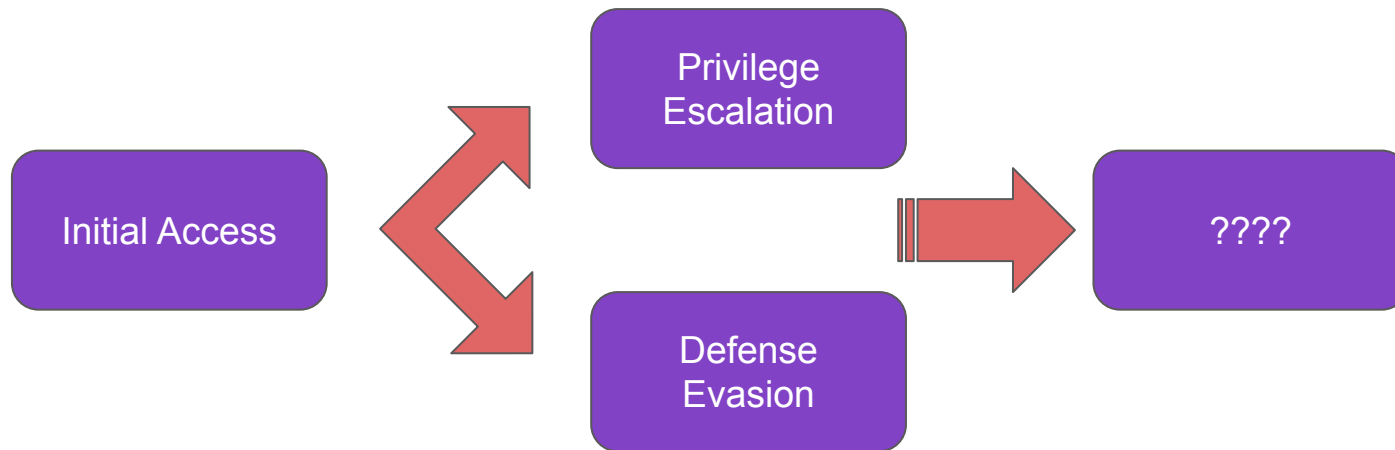 Initial Access
Privilege
Escalation
Defense
Evasion
????